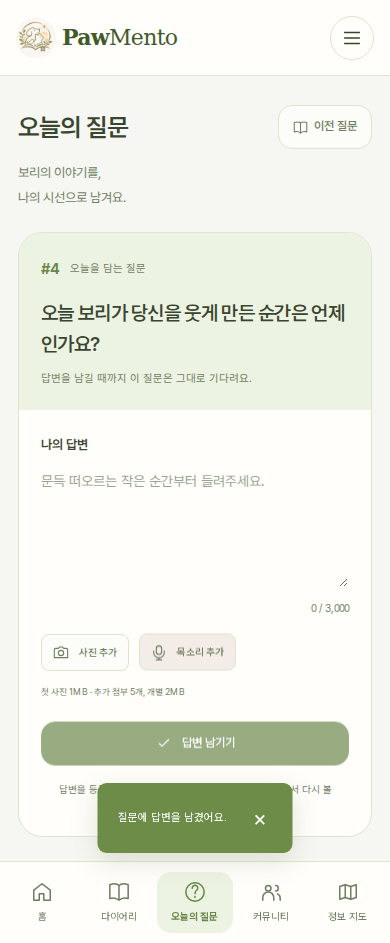 PawMento
오늘의 질문
이전 질문
보리의 이야기를,
나의 시선으로 남겨요.
#4 오늘을 담는 질문
오늘 보리가 당신을 웃게 만든 순간은 언제
인가요?
답변을 남길 때까지 이 질문은 그대로 기다려요.
나의 답변
문득 떠오르는 작은 순간부터 들려주세요.
0 / 3,000
사진 추가
목소리 추가
첫 사진 1MB · 추가 첨부 5개, 개별 2MB
답변 남기기
답변을 등
서 다시 볼
질문에 답변을 남겼어요.
홈
다이어리
오늘의 질문
커뮤니티
정보 지도